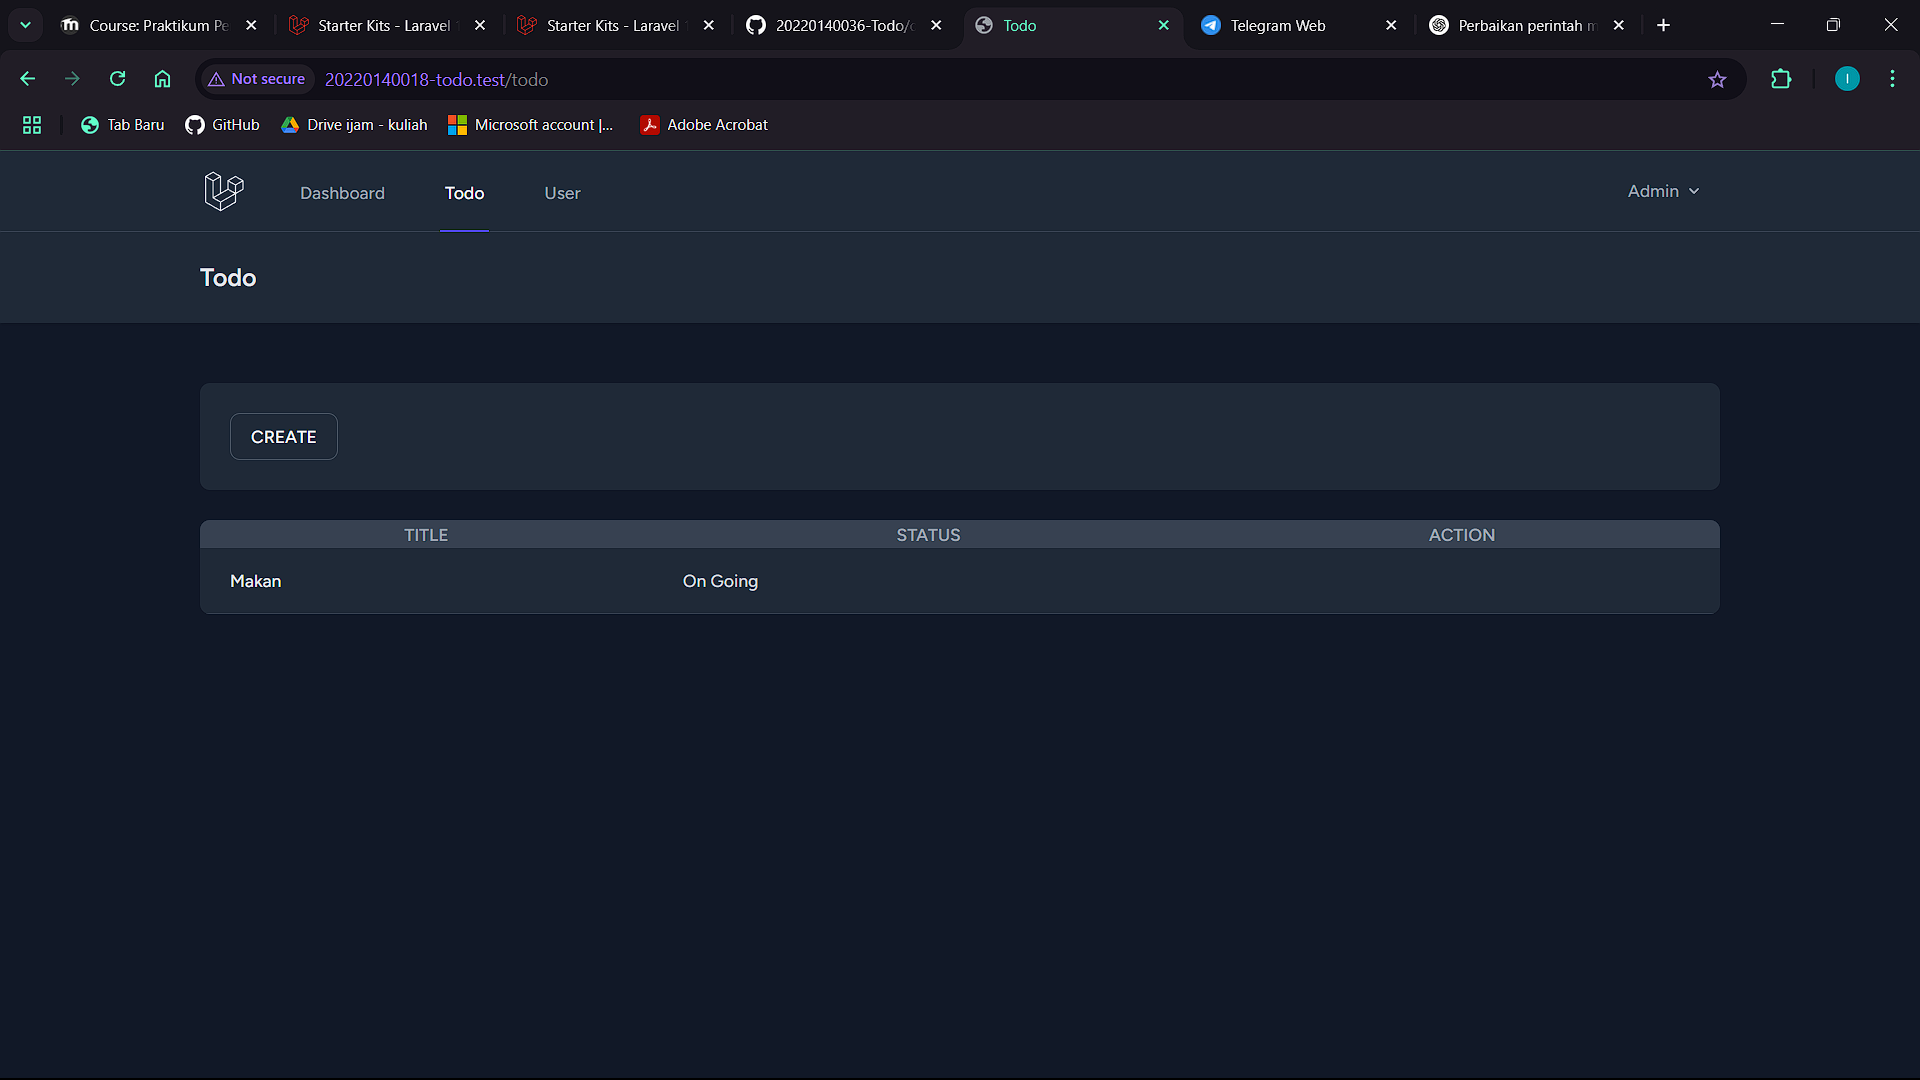 Course: Praktikum Pe
Starter Kits - Laravel
Starter Kits - Laravel
20220140036-Todo/
Todo
Telegram Web
Perbaikan perintah m
Not secure
20220140018-todo.test/todo
I
Tab Baru
GitHub
Drive ijam - kuliah
Microsoft account |...
Adobe Acrobat
Dashboard
Todo
User
Admin
Todo
CREATE
TITLE STATUS ACTION
Makan On Going